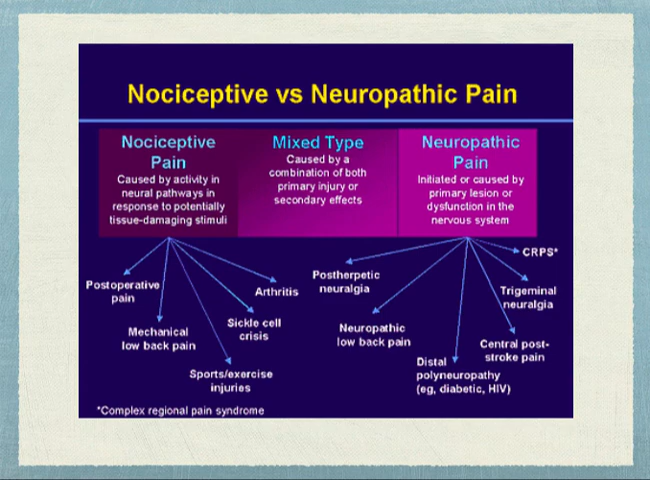 Nociceptive vs Neuropathic Pain
Nociceptive
Pain
Caused by activity in
neural pathways in
response to potentially
tissue-damaging stimuli
Mixed Type
Caused by a
combination of both
primary injury or
secondary effects
Neuropathic
Pain
Initiated or caused by
primary lesion or
dysfunction in the
nervous system
Postoperative
pain
Mechanical
low back pain
Sports/exercise
injuries
Sickle cell
crisis
Arthritis
Postherpetic
neuralgia
Neuropathic
low back pain
Distal
polyneuropathy
(eg, diabetic, HIV)
Central post-
stroke pain
Trigeminal
neuralgia
CRPS*
*Complex regional pain syndrome